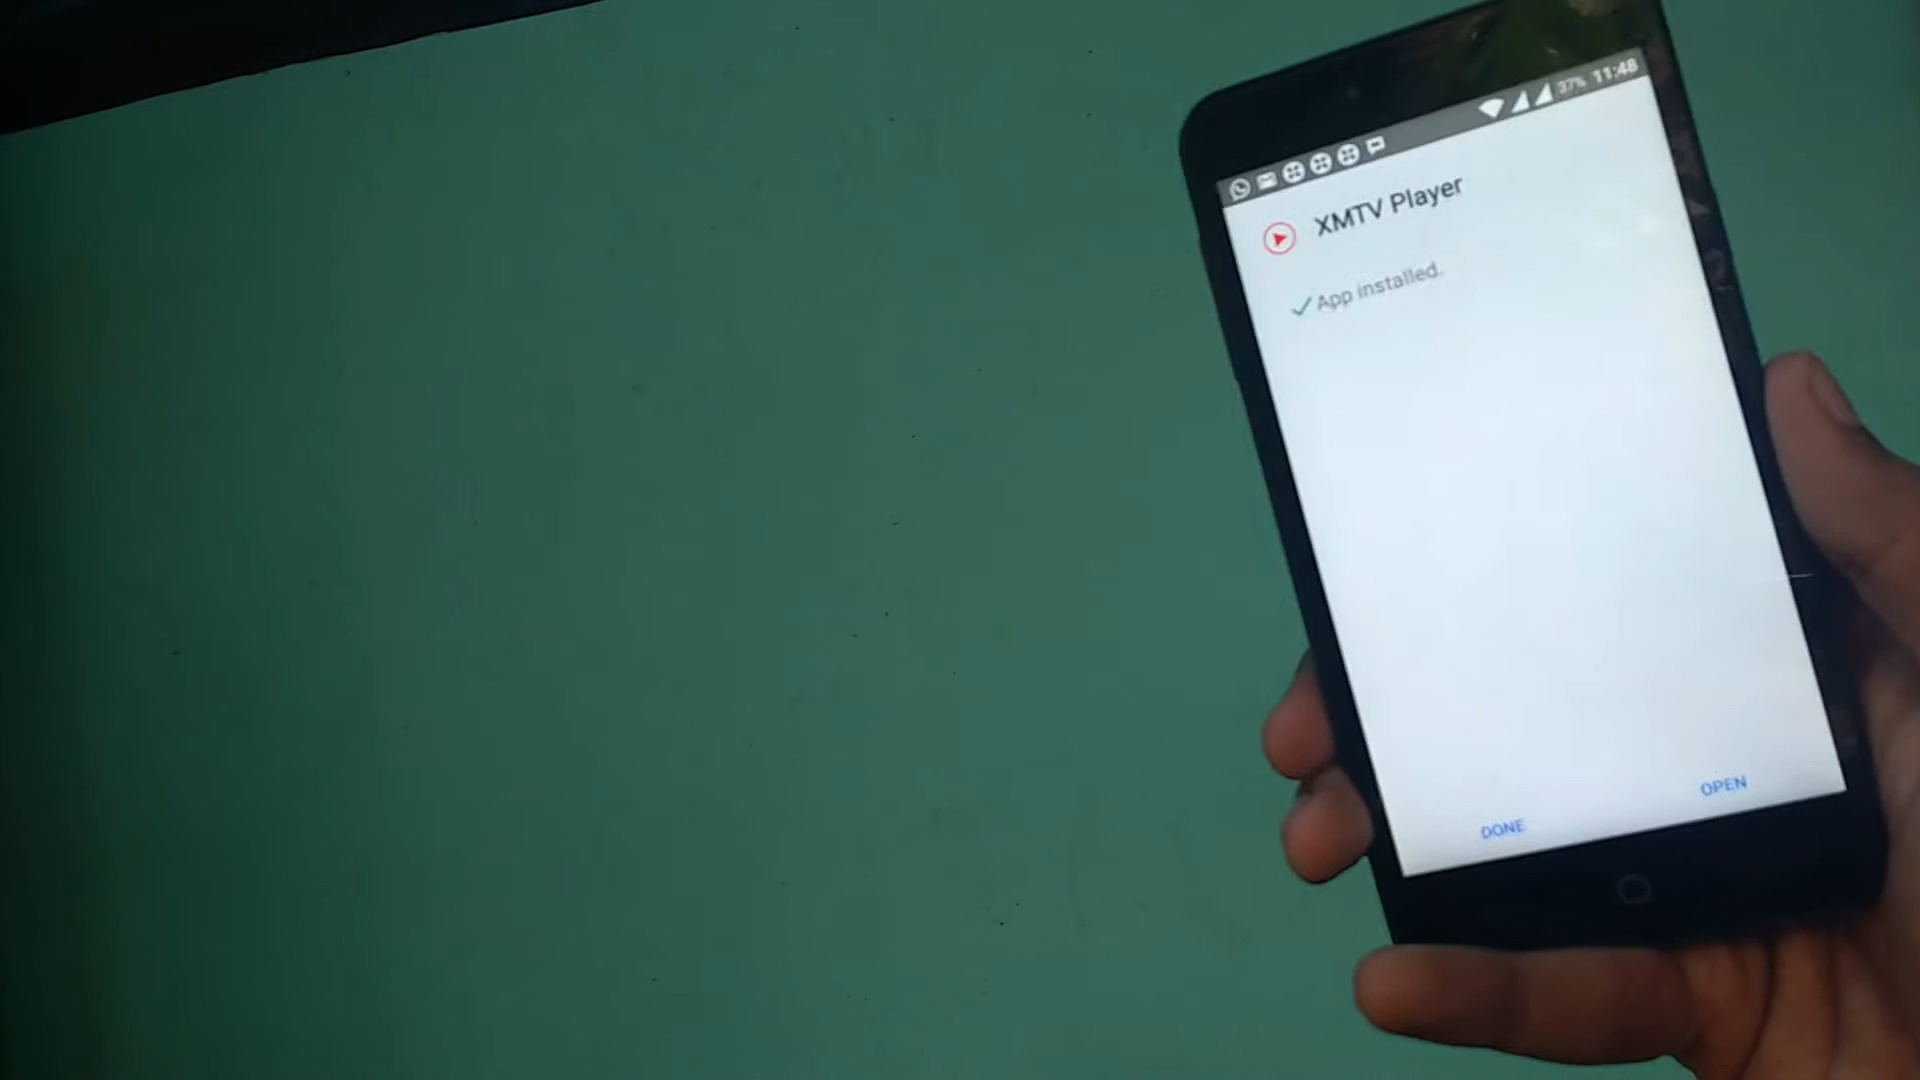 37% 11:48
XMTV Player
App installed.
DONE
OPEN